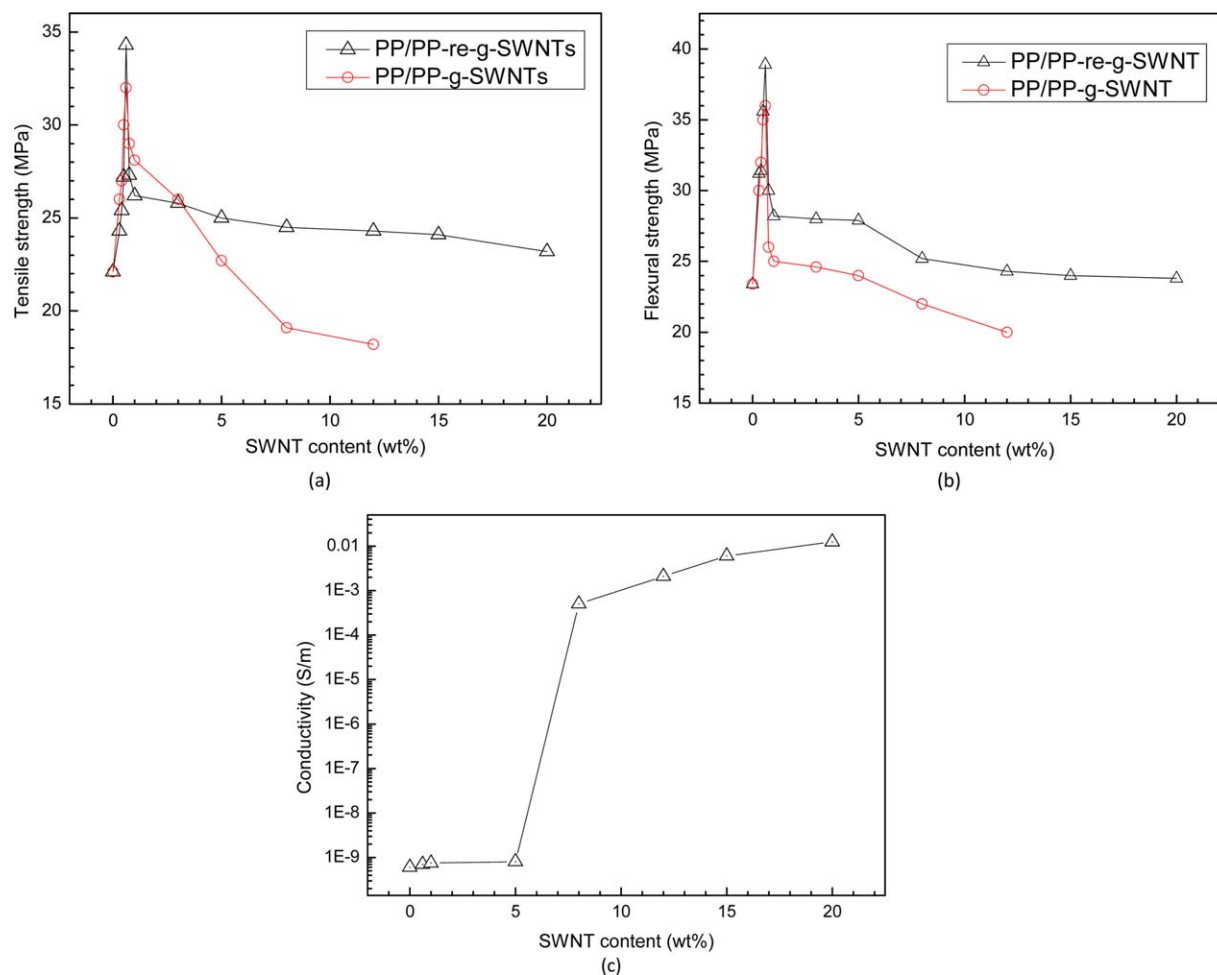 35
30
25
20
15
Tensile strength (MPa)
PP/PP-re-g-SWNTs
PP/PP-g-SWNTs
0 5 10 15 20
SWNT content (wt%)
(a)
40
35
30
25
20
15
Flexural strength (MPa)
PP/PP-re-g-SWNT
PP/PP-g-SWNT
0 5 10 15 20
SWNT content (wt%)
(b)
0.01
1E-3
1E-4
1E-5
1E-6
1E-7
1E-8
1E-9
Conductivity (S/m)
0 5 10 15 20
SWNT content (wt%)
(c)